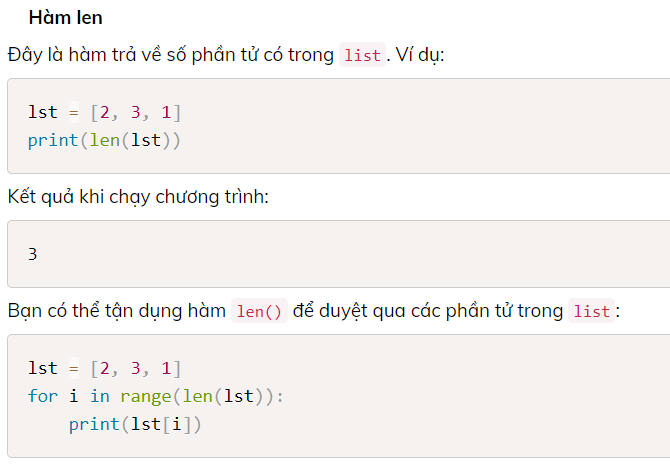 Hàm len
Đây là hàm trả về số phần tử có trong list. Ví dụ:
lst = [2, 3, 1]
print(len(lst))
Kết quả khi chạy chương trình:
3
Bạn có thể tận dụng hàm len() để duyệt qua các phần tử trong list:
lst = [2, 3, 1]
for i in range(len(lst)):
    print(lst[i])